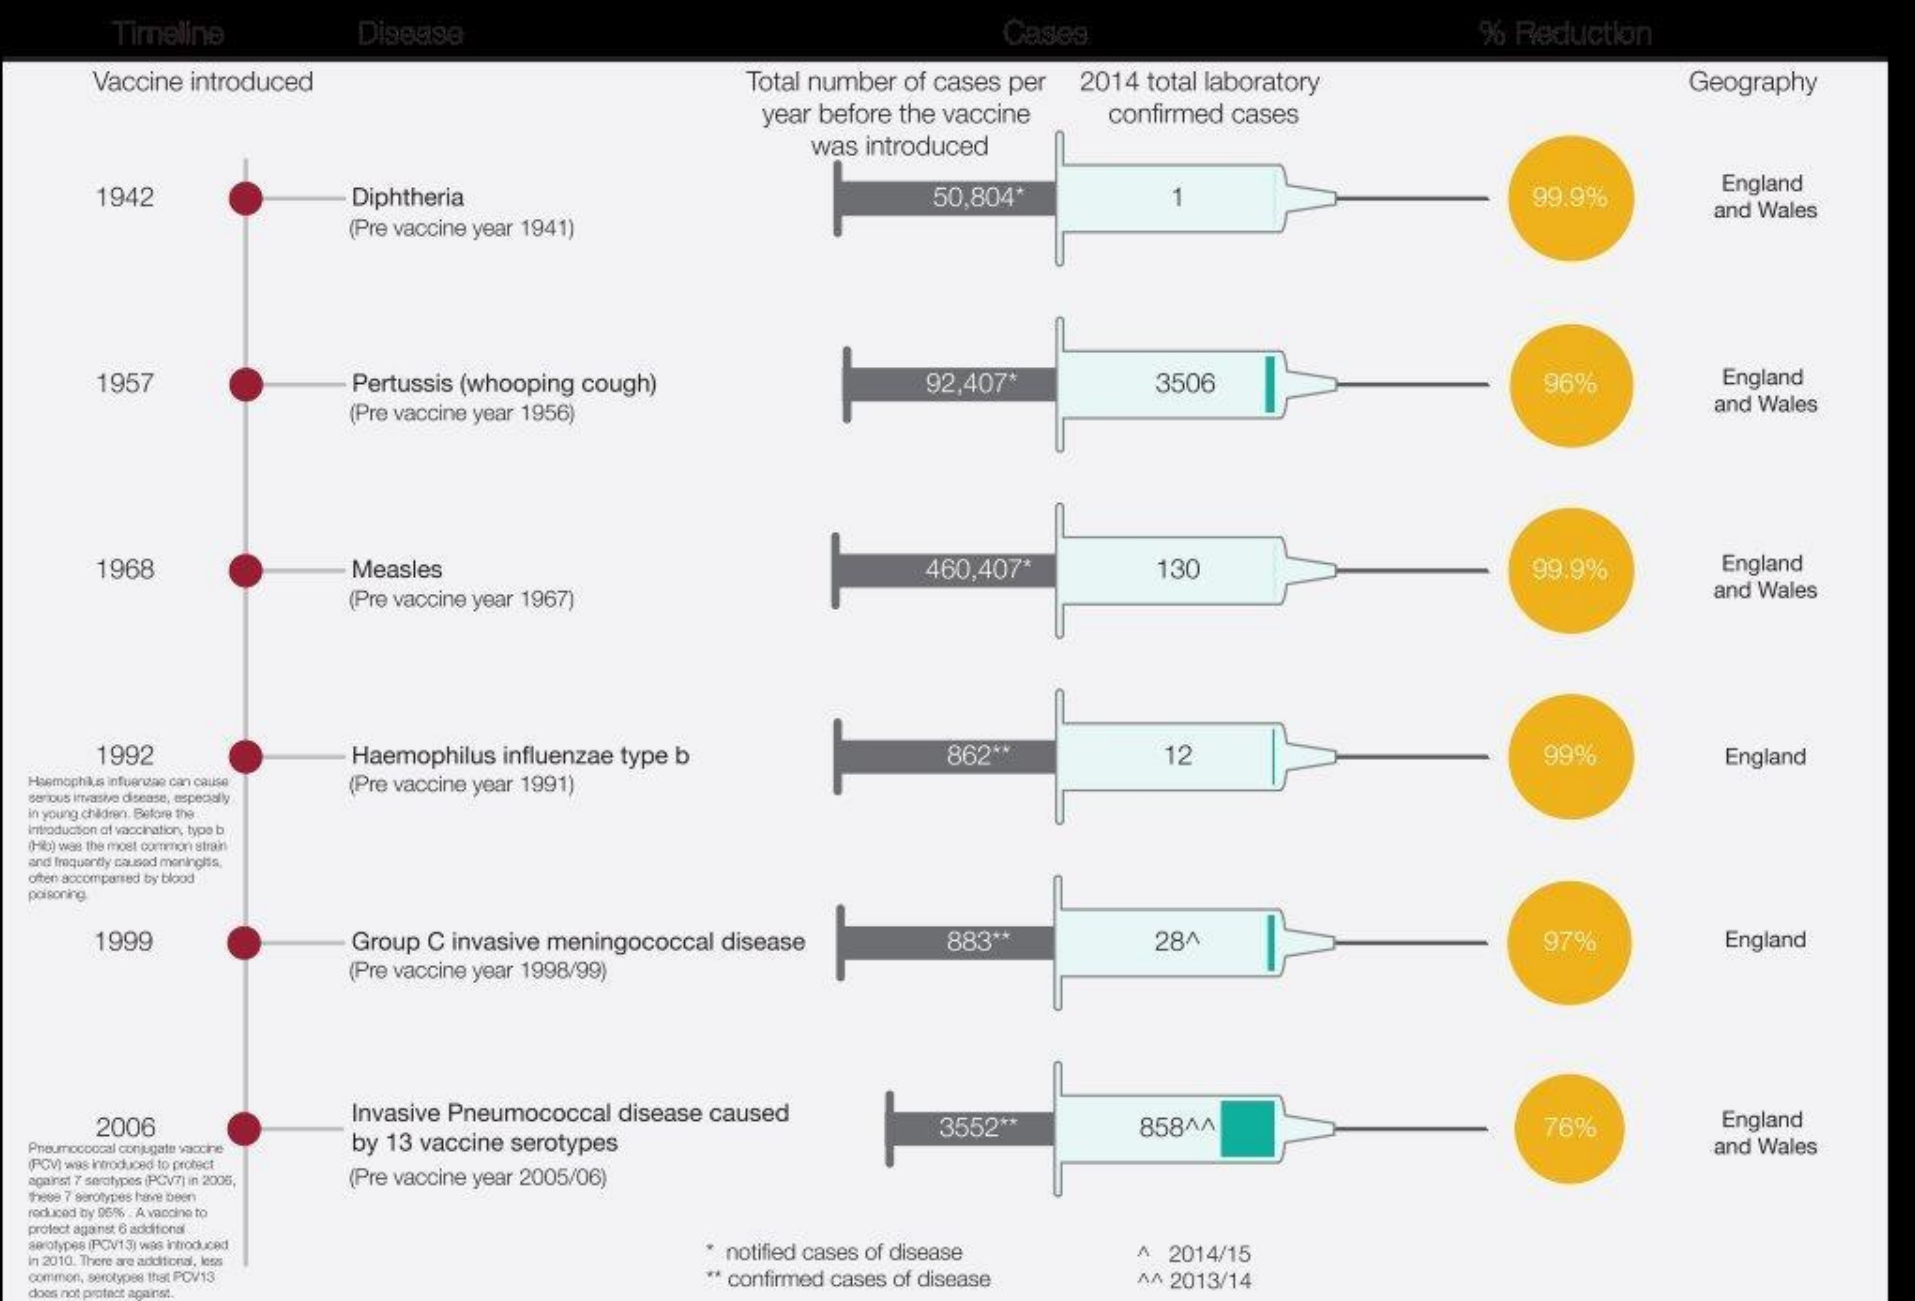 Timeline
Disease
Cases
% Reduction
Vaccine introduced
Total number of cases per
year before the vaccine
was introduced
2014 total laboratory
confirmed cases
Geography
1942
Diphtheria
(Pre vaccine year 1941)
50,804*
1
99.9%
England
and Wales
1957
Pertussis (whooping cough)
(Pre vaccine year 1956)
92,407*
3506
96%
England
and Wales
1968
Measles
(Pre vaccine year 1967)
460,407*
130
99.9%
England
and Wales
1992
Haemophilus influenzae can cause
serious invasive disease, especially
in young children. Before the
introduction of vaccination, type b
(Hib) was the most common strain
and frequently caused meningitis,
often accompanied by blood
poisoning.
Haemophilus influenzae type b
(Pre vaccine year 1991)
862**
12
99%
England
1999
Group C invasive meningococcal disease
(Pre vaccine year 1998/99)
883**
28^
97%
England
2006
Pneumococcal conjugate vaccine
(PCV) was introduced to protect
against 7 serotypes (PCV7) in 2006,
these 7 serotypes have been
reduced by 96% . A vaccine to
protect against 6 additional
serotypes (PCV13) was introduced
in 2010. There are additional, less
common, serotypes that PCV13
does not protect against.
Invasive Pneumococcal disease caused
by 13 vaccine serotypes
(Pre vaccine year 2005/06)
3552**
858^^
76%
England
and Wales
* notified cases of disease
** confirmed cases of disease
^ 2014/15
^^ 2013/14